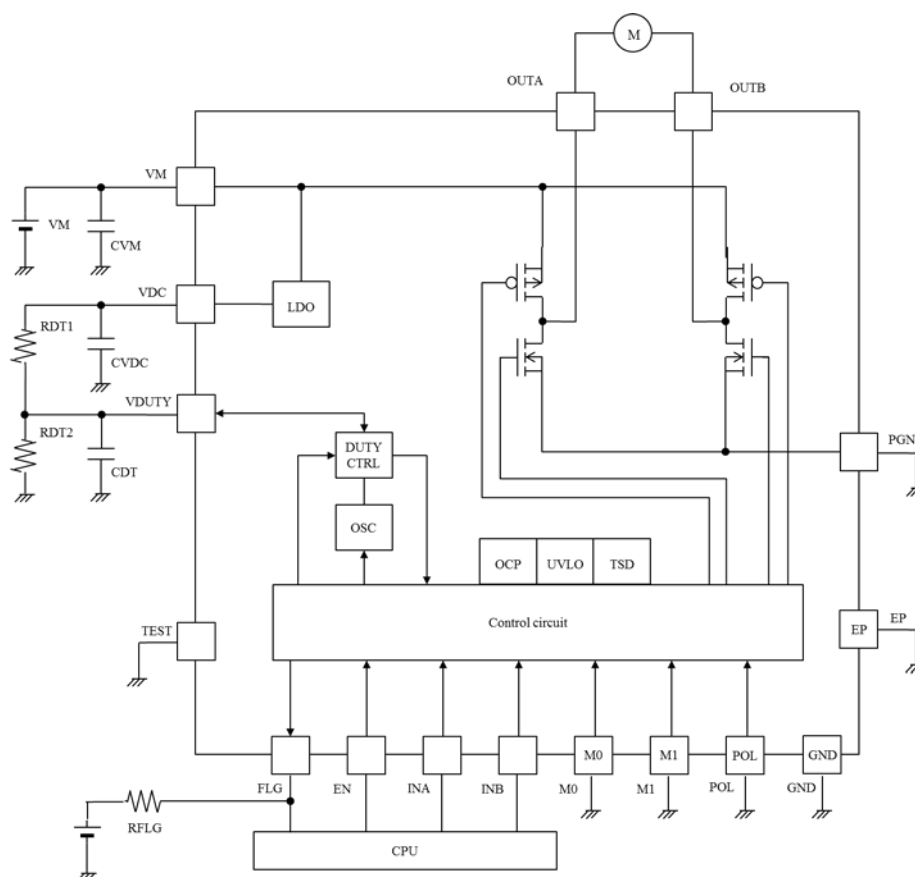 M
OUTA
OUTB
VM
VM
CVM
VDC
LDO
RDT1
CVDC
VDUTY
RDT2
CDT
DUTY
CTRL
OSC
PGN
OCP
UVLO
TSD
Control circuit
TEST
EP
EP
M0
M1
POL
GND
FLG
EN
INA
INB
M0
M1
POL
GND
RFLG
CPU